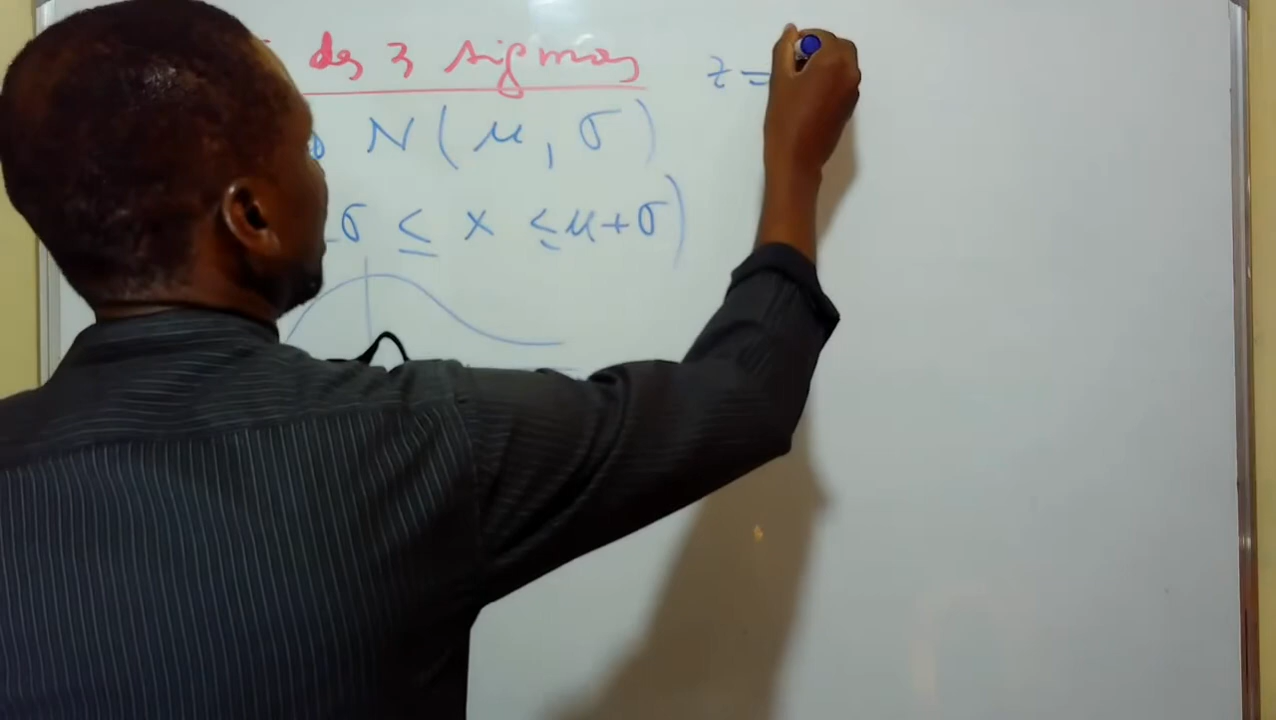 des 3 sigmas
N(μ, σ)
-σ ≤ x ≤ μ+σ)
z =